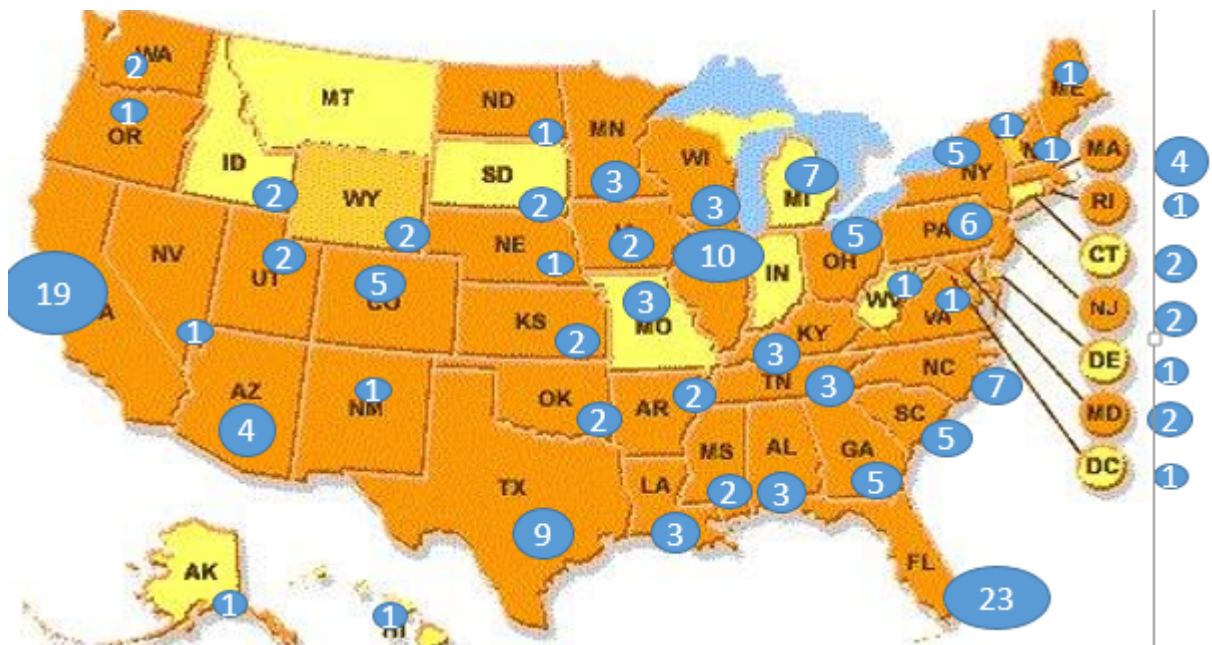 WA
2
1
OR
MT
ID
2
WY
2
ND
1
SD
2
MN
3
WI
3
7
MI
ME
1
1
1
5
NY
MA
4
RI
1
CT
2
NJ
2
DE
1
MD
2
DC
1
19
NV
1
UT
2
5
NE
1
2
10
IN
5
OH
PA
6
WV
1
1
VA
KS
2
3
MO
KY
3
AZ
4
1
NM
OK
2
AR
2
TN
3
NC
7
SC
5
TX
9
LA
3
MS
2
AL
3
GA
5
FL
23
AK
1
1
HI